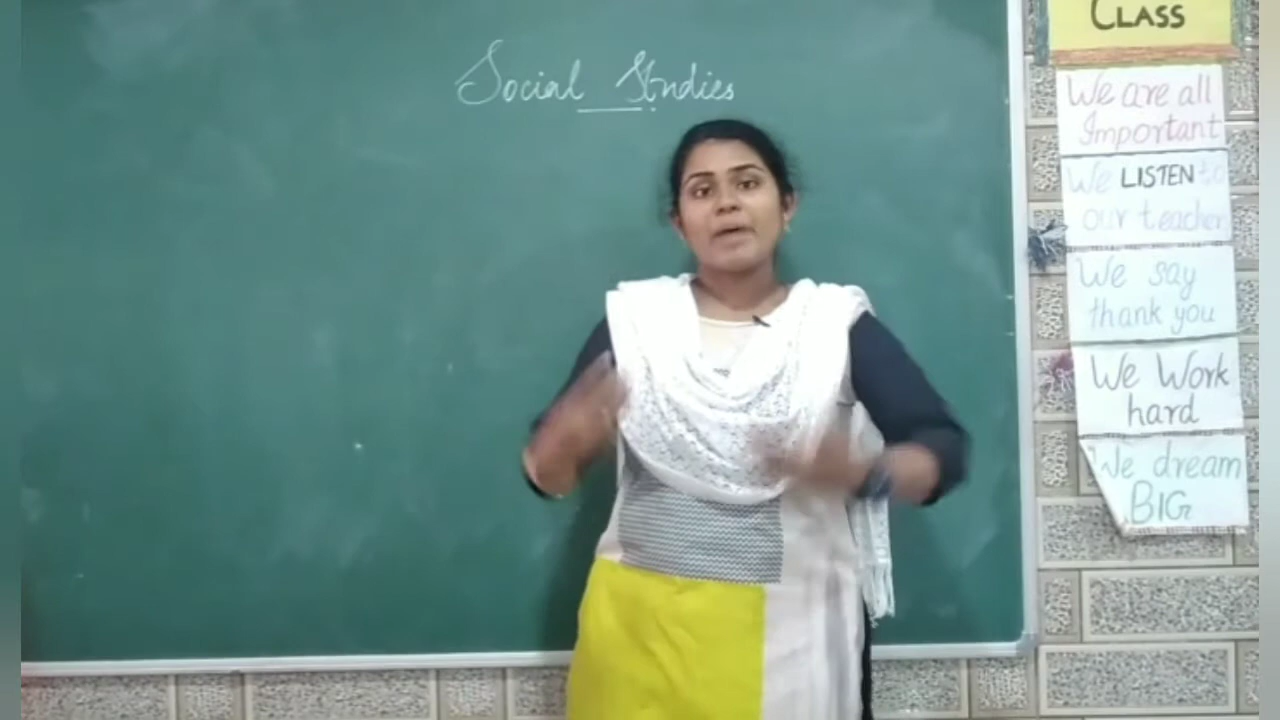 Social Studies
CLASS
We are all
Important
We LISTEN to
our teacher
We say
thank you
We Work
hard
We dream
BIG